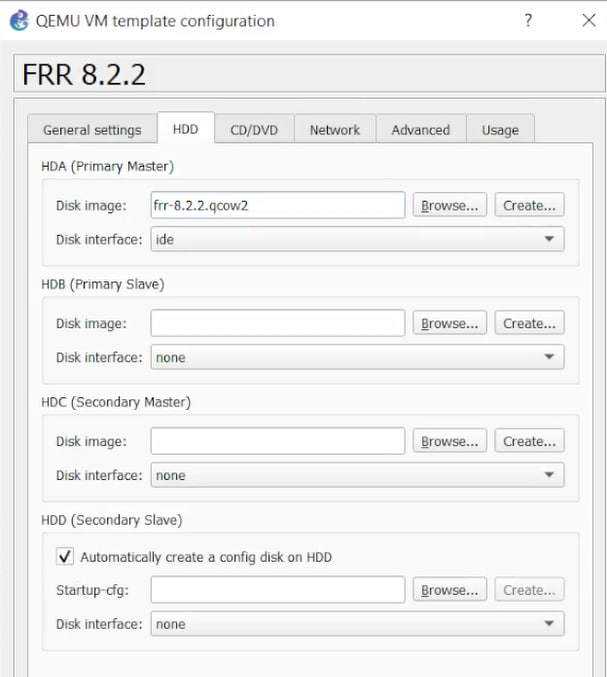 QEMU VM template configuration ?
FRR 8.2.2
General settings HDD CD/DVD Network Advanced Usage
HDA (Primary Master)
Disk image: frr-8.2.2.qcow2 Browse... Create...
Disk interface: ide
HDB (Primary Slave)
Disk image: Browse... Create...
Disk interface: none
HDC (Secondary Master)
Disk image: Browse... Create...
Disk interface: none
HDD (Secondary Slave)
Automatically create a config disk on HDD
Startup-cfg: Browse... Create...
Disk interface: none